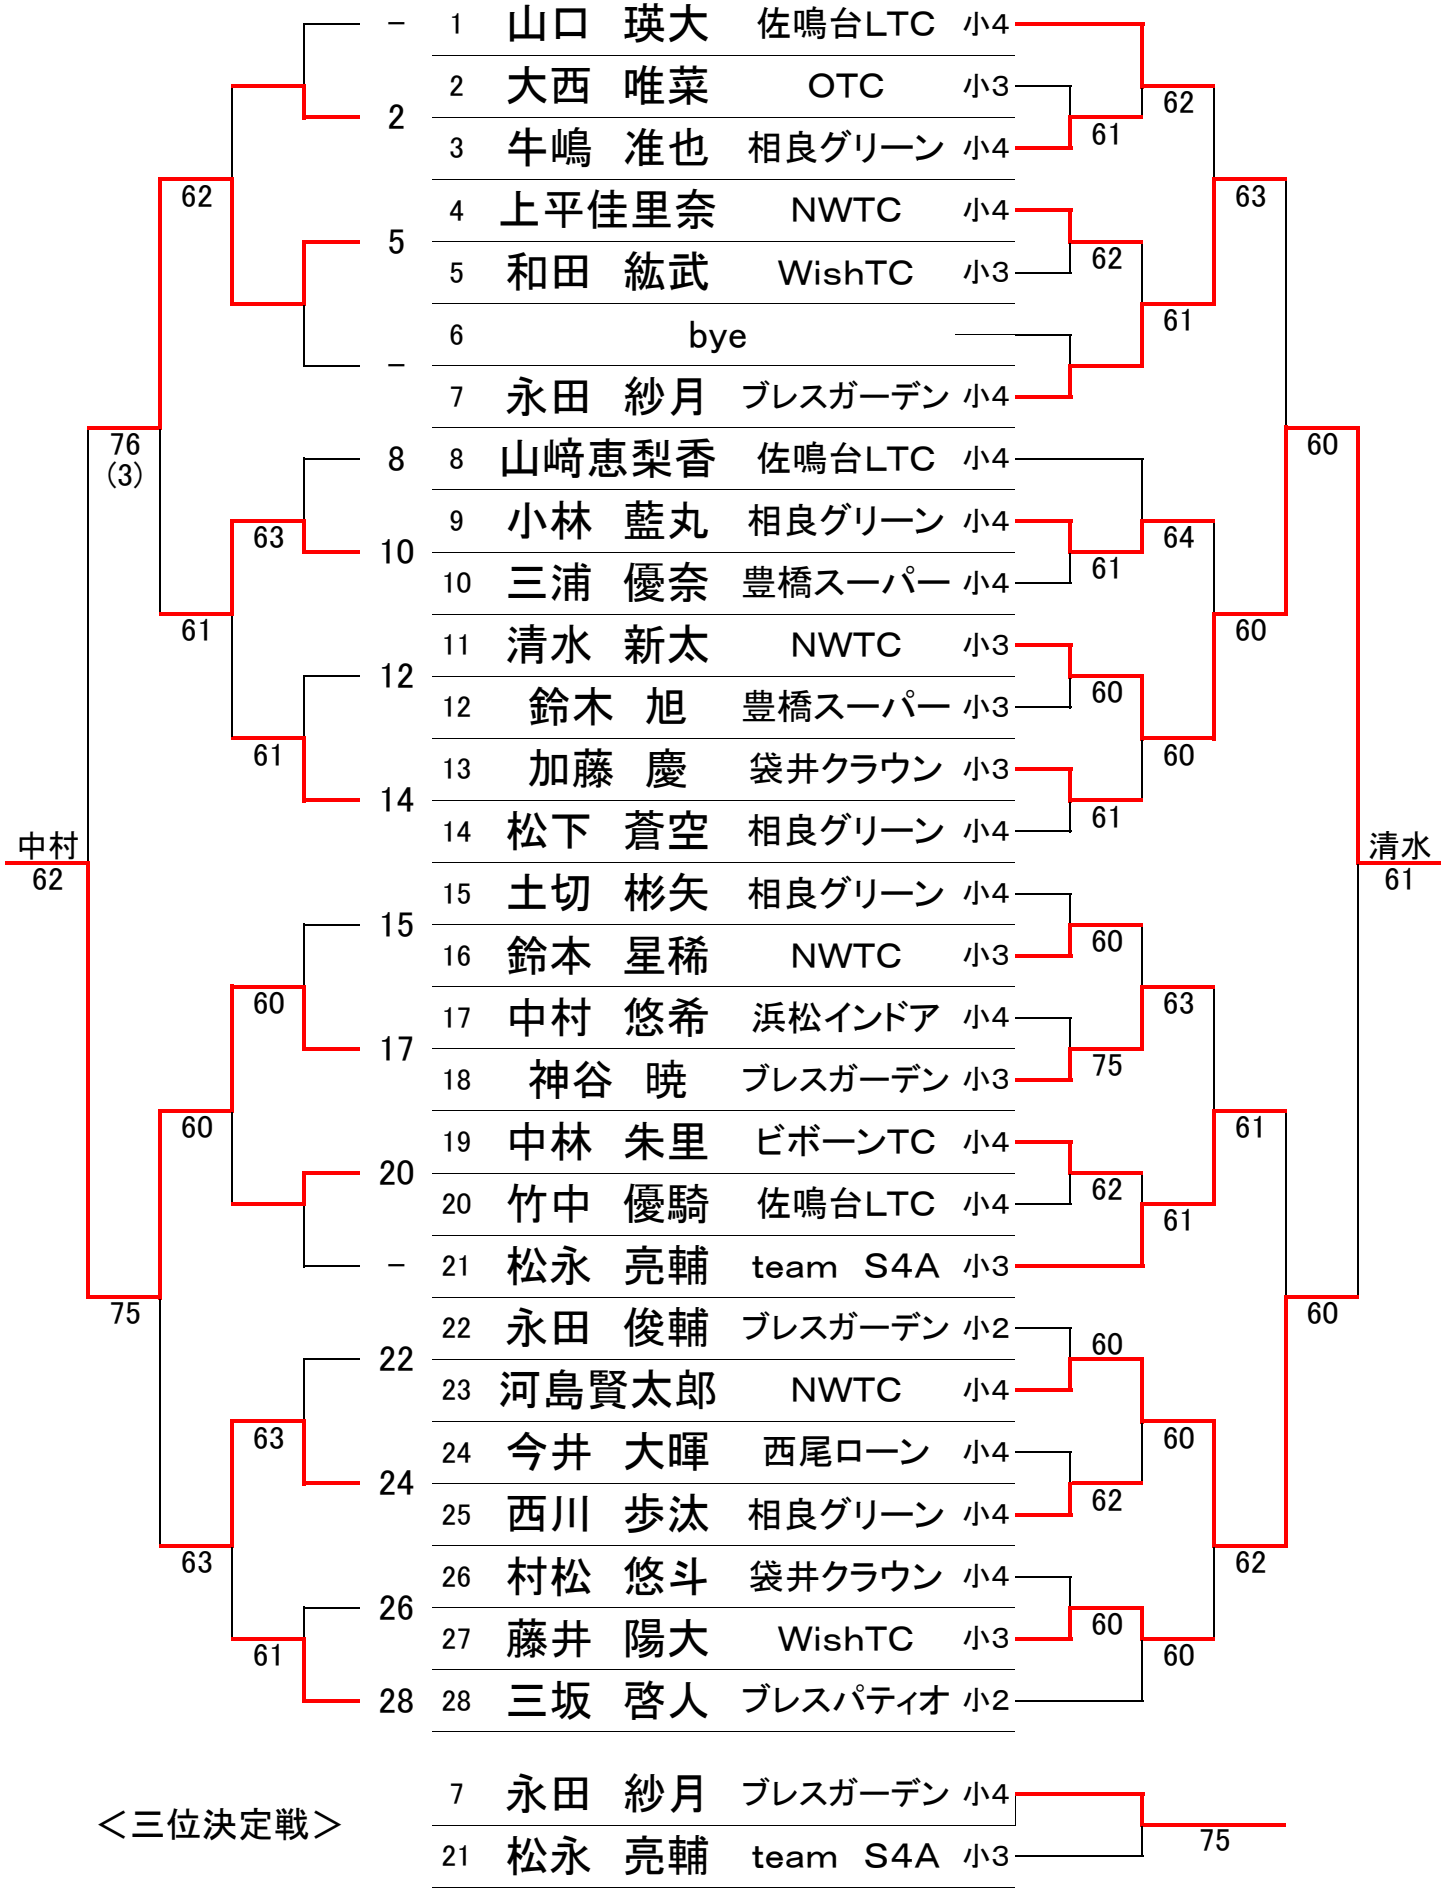 － 1 山口 瑛大 佐鳴台LTC 小4
2 大西 唯菜 OTC 小3 62
2 61
3 牛嶋 准也 相良グリーン 小4
62 63
4 上平佳里奈 NWTC 小4
5 62
5 和田 紘武 WishTC 小3
61
6 bye
－
7 永田 紗月 ブレスガーデン 小4
76 60
(3)
8 8 山﨑恵梨香 佐鳴台LTC 小4
9 小林 藍丸 相良グリーン 小4
63 64
10 61
10 三浦 優奈 豊橋スーパー 小4
61 60
11 清水 新太 NWTC 小3
12 60
12 鈴木 旭 豊橋スーパー 小3
61 60
13 加藤 慶 袋井クラウン 小3
14 61
14 松下 蒼空 相良グリーン 小4
中村 清水
62 61
15 土切 彬矢 相良グリーン 小4
15 60
16 鈴本 星稀 NWTC 小3
60 63
17 中村 悠希 浜松インドア 小4
17 75
18 神谷 暁 ブレスガーデン 小3
60 61
19 中林 朱里 ビボーンTC 小4
20 62
20 竹中 優騎 佐鳴台LTC 小4
61
－ 21 松永 亮輔 team S4A 小3
75 60
22 永田 俊輔 ブレスガーデン 小2
22 60
23 河島賢太郎 NWTC 小4
63 60
24 今井 大暉 西尾ローン 小4
24 62
25 西川 歩汰 相良グリーン 小4
63 62
26 村松 悠斗 袋井クラウン 小4
26 60
27 藤井 陽大 WishTC 小3
61 60
28 28 三坂 啓人 ブレスパティオ 小2
7 永田 紗月 ブレスガーデン 小4
＜三位決定戦＞ 75
21 松永 亮輔 team S4A 小3